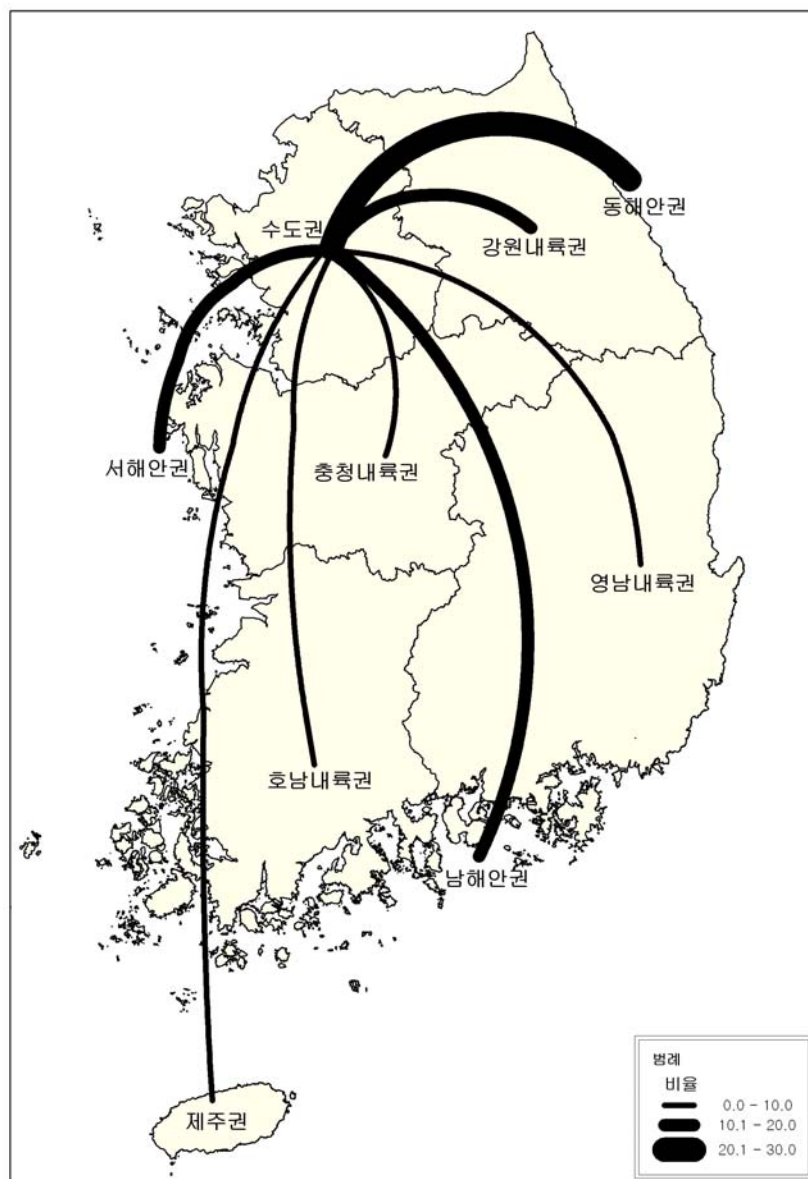 수도권
동해안권
강원내륙권
서해안권
충청내륙권
영남내륙권
호남내륙권
남해안권
제주권
범례
비율
0.0 - 10.0
10.1 - 20.0
20.1 - 30.0